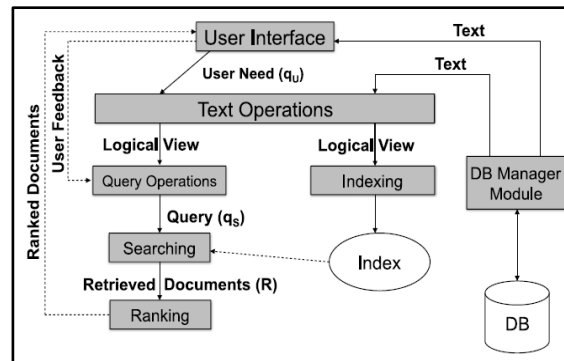 User Interface
Text
Text
User Need (qU)
Text Operations
User Feedback
Ranked Documents
Logical View
Logical View
Query Operations
Indexing
DB Manager
Module
Query (qS)
Searching
Index
Retrieved Documents (R)
Ranking
DB